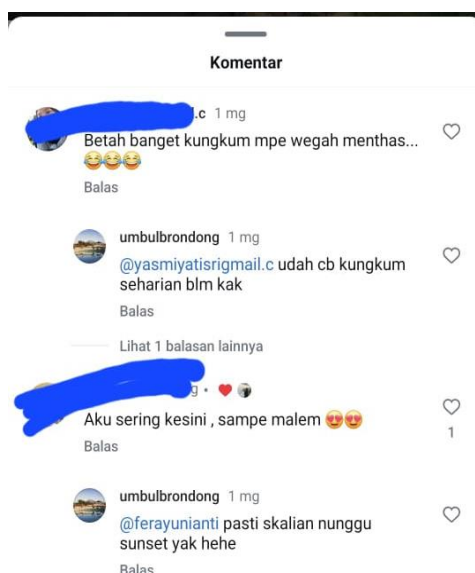 Komentar
.c 1 mg
Betah banget kungkum mpe wegah menthas...
😂😂😂
Balas
umbulbrondong 1 mg
@yasmiyatisrigmail.c udah cb kungkum
seharian blm kak
Balas
Lihat 1 balasan lainnya
g •
Aku sering kesini , sampe malem 😍😍
1
Balas
umbulbrondong 1 mg
@ferayunianti pasti skalian nunggu
sunset yak hehe
Balas